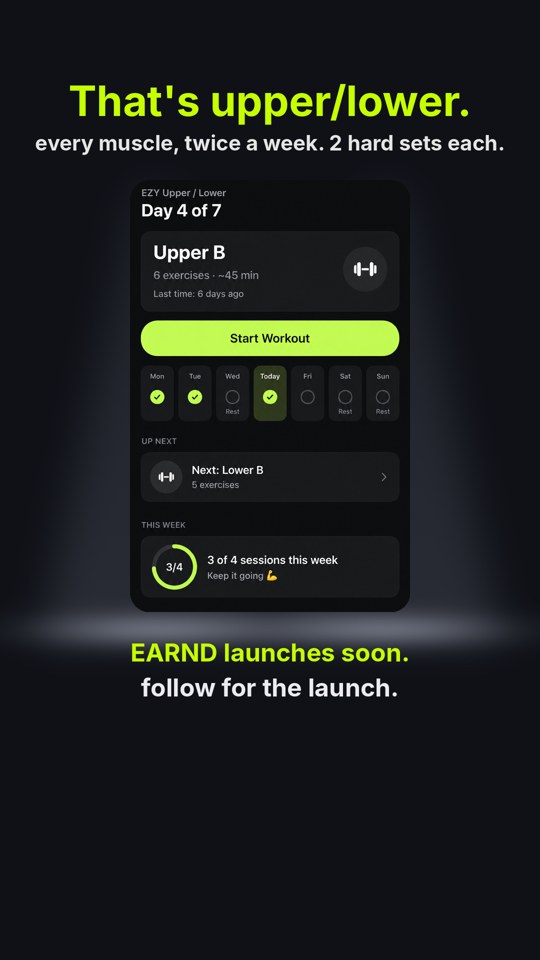 That's upper/lower.
every muscle, twice a week. 2 hard sets each.
EZY Upper / Lower
Day 4 of 7
Upper B
6 exercises · ~45 min
Last time: 6 days ago
Start Workout
Mon Tue Wed Today Fri Sat Sun
Rest Rest Rest
UP NEXT
Next: Lower B
5 exercises
THIS WEEK
3/4
3 of 4 sessions this week
Keep it going 💪
EARND launches soon.
follow for the launch.